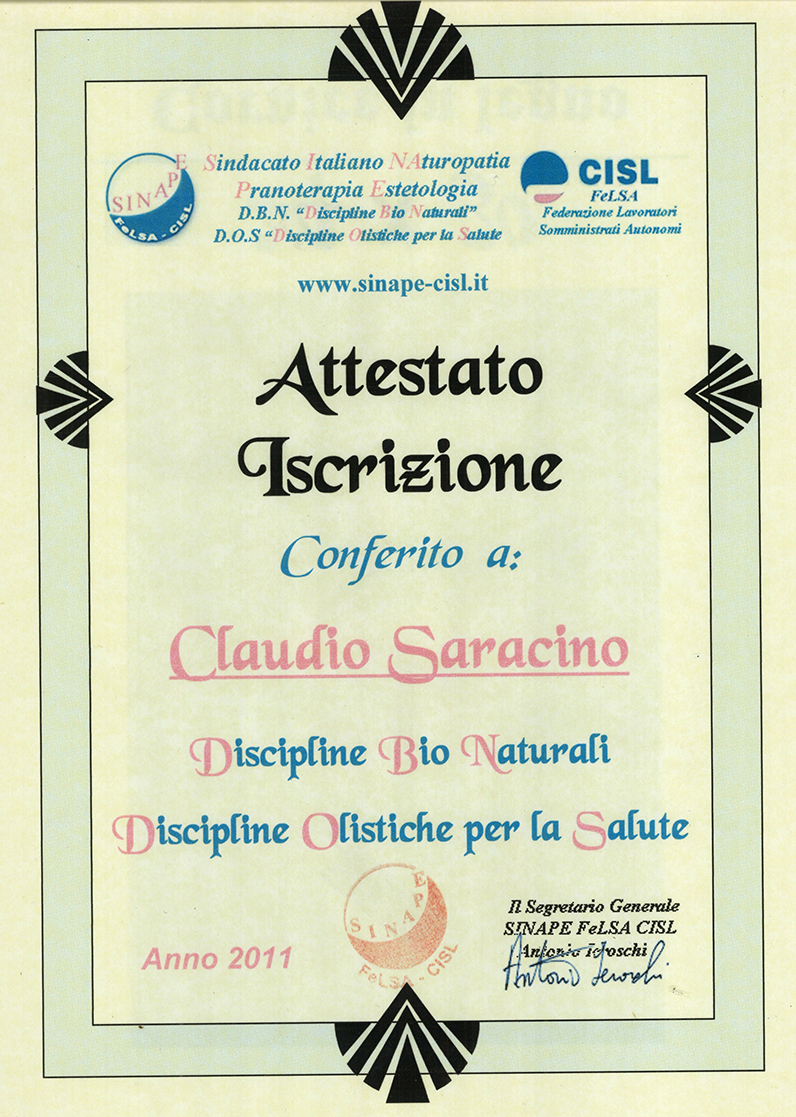 SINAPE
FeLSA - CISL
Sindacato Italiano NAturopatia
Pranoterapia Estetologia
D.B.N. “Discipline Bio Naturali”
D.O.S “Discipline Olistiche per la Salute
CISL
FeLSA
Federazione Lavoratori
Somministrati Autonomi
www.sinape-cisl.it
Attestato
Iscrizione
Conferito a:
Claudio Saracino
Discipline Bio Naturali
Discipline Olistiche per la Salute
SINAPE
FeLSA - CISL
Anno 2011
Il Segretario Generale
SINAPE FeLSA CISL
Antonio
Antonio